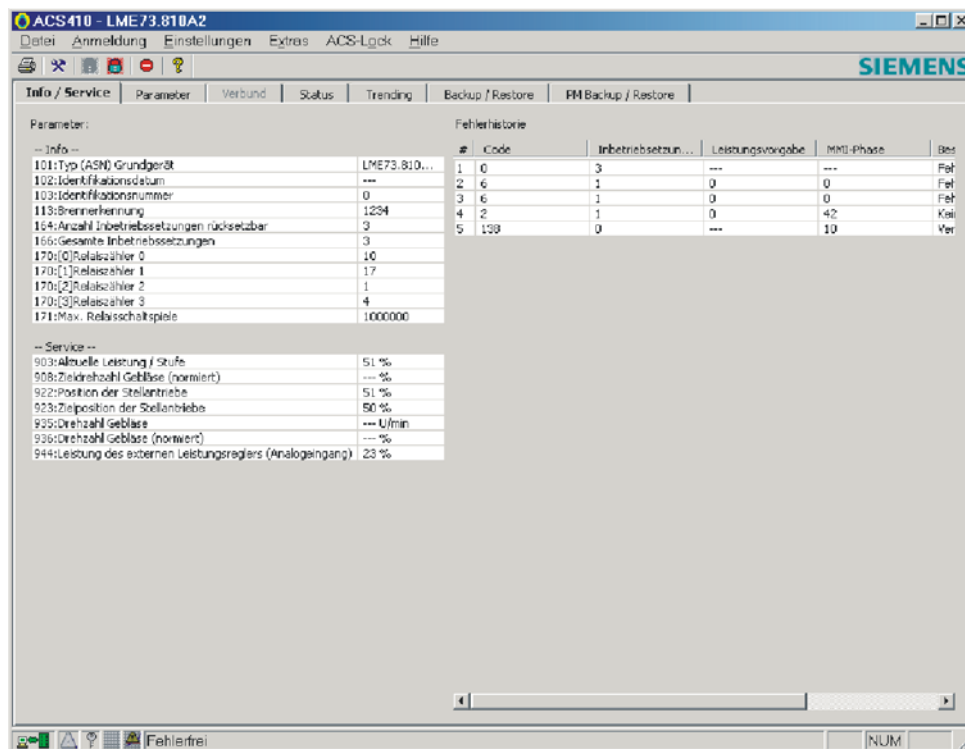 ACS410 - LME73.810A2
Datei Anmeldung Einstellungen Extras ACS-Lock Hilfe
SIEMENS
Info / Service Parameter Verbund Status Trending Backup / Restore PM Backup / Restore
Parameter:
-- Info --
101:Typ (ASN) Grundgerät LME73.810...
102:Identifikationsdatum ---
103:Identifikationsnummer 0
113:Brennerkennung 1234
164:Anzahl Inbetriebssetzungen rücksetzbar 3
166:Gesamte Inbetriebssetzungen 3
170:[0]Relaiszähler 0 10
170:[1]Relaiszähler 1 17
170:[2]Relaiszähler 2 1
170:[3]Relaiszähler 3 4
171:Max. Relaisschaltspiele 1000000
-- Service --
903:Aktuelle Leistung / Stufe 51 %
908:Zieldrehzahl Gebläse (normiert) --- %
922:Position der Stellantriebe 51 %
923:Zielposition der Stellantriebe 50 %
935:Drehzahl Gebläse --- U/min
936:Drehzahl Gebläse (normiert) --- %
944:Leistung des externen Leistungsreglers (Analogeingang) 23 %
Fehlerhistorie
# Code Inbetriebsetzun... Leistungsvorgabe MMI-Phase Bes
1 0 3 --- --- Feh
2 6 1 0 0 Feh
3 6 1 0 0 Feh
4 2 1 0 42 Kei
5 138 0 --- 10 Ver
Fehlerfrei NUM